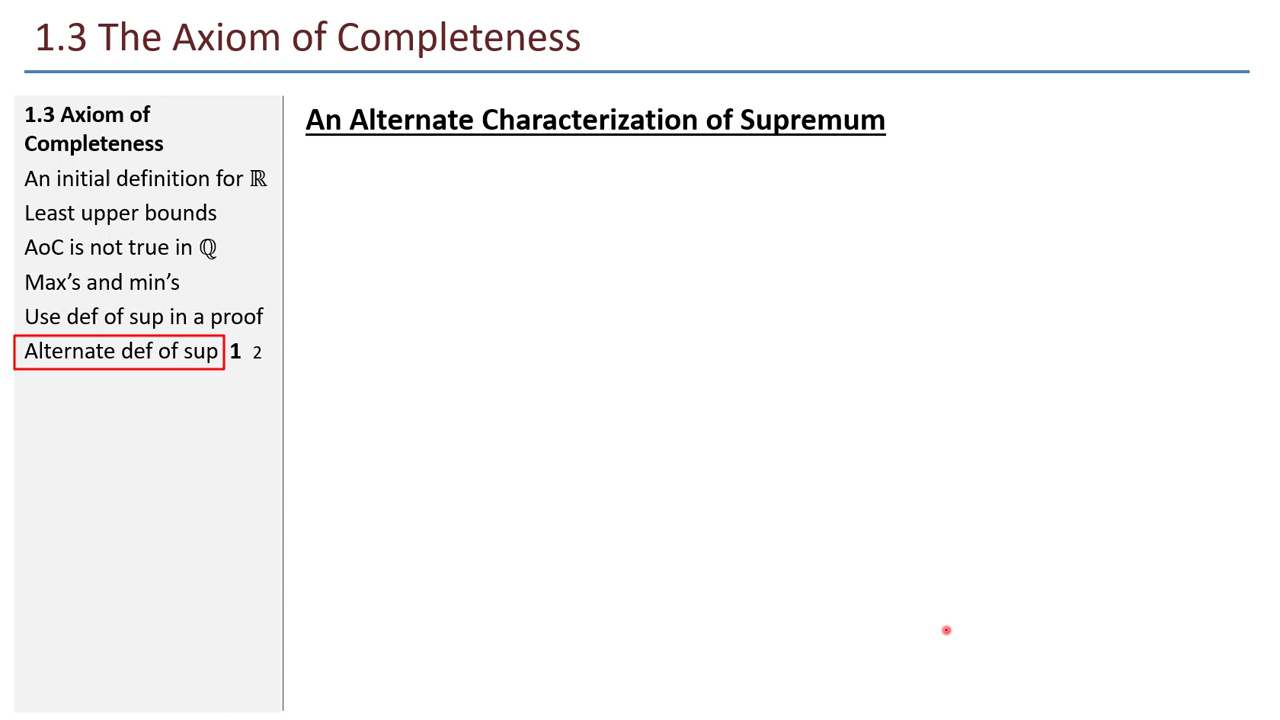 1.3 The Axiom of Completeness
1.3 Axiom of
Completeness
An initial definition for ℝ
Least upper bounds
AoC is not true in ℚ
Max’s and min’s
Use def of sup in a proof
Alternate def of sup 1 2
An Alternate Characterization of Supremum